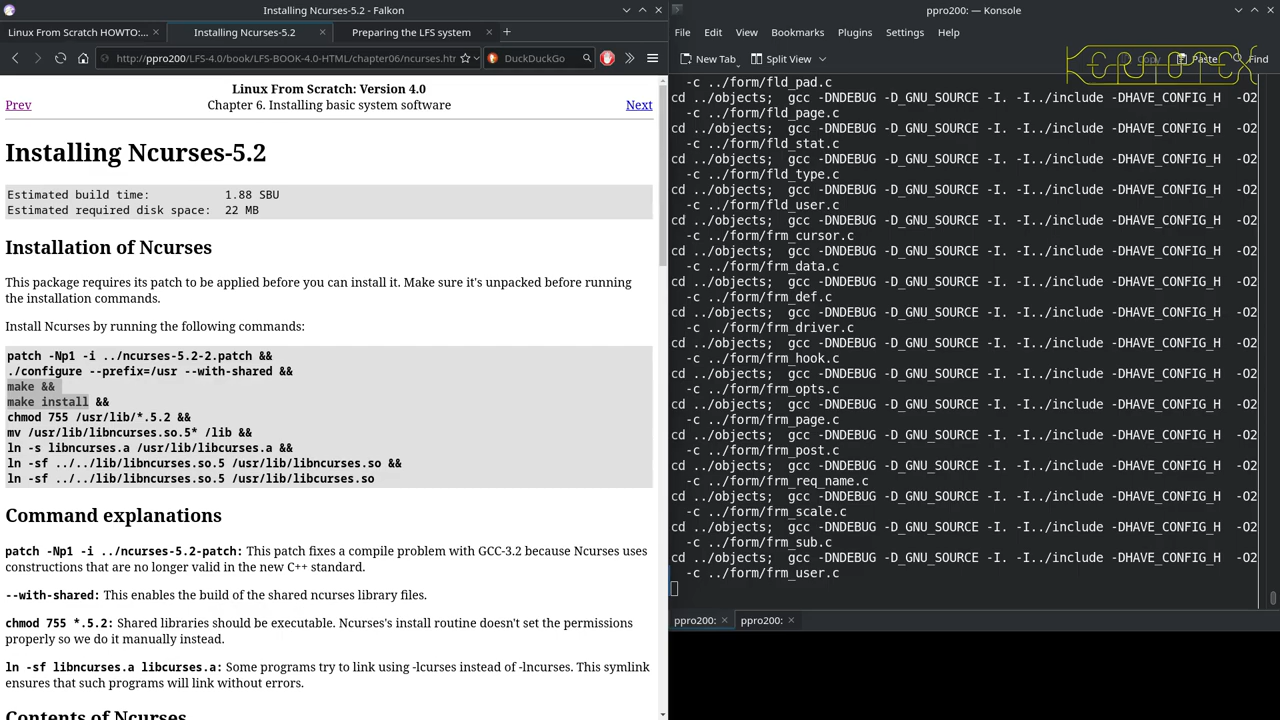 Installing Ncurses-5.2 - Falkon
Linux From Scratch HOWTO:...
Installing Ncurses-5.2
Preparing the LFS system
http://ppro200/LFS-4.0/book/LFS-BOOK-4.0-HTML/chapter06/ncurses.htm
DuckDuckGo
Linux From Scratch: Version 4.0
Prev
Chapter 6. Installing basic system software
Next
Installing Ncurses-5.2
Estimated build time: 1.88 SBU
Estimated required disk space: 22 MB
Installation of Ncurses
This package requires its patch to be applied before you can install it. Make sure it's unpacked before running
the installation commands.
Install Ncurses by running the following commands:
patch -Np1 -i ../ncurses-5.2-2.patch &&
./configure --prefix=/usr --with-shared &&
make &&
make install &&
chmod 755 /usr/lib/*.5.2 &&
mv /usr/lib/libncurses.so.5* /lib &&
ln -s libncurses.a /usr/lib/libcurses.a &&
ln -sf ../../lib/libncurses.so.5 /usr/lib/libncurses.so &&
ln -sf ../../lib/libncurses.so.5 /usr/lib/libcurses.so
Command explanations
patch -Np1 -i ../ncurses-5.2-patch: This patch fixes a compile problem with GCC-3.2 because Ncurses uses
constructions that are no longer valid in the new C++ standard.
--with-shared: This enables the build of the shared ncurses library files.
chmod 755 *.5.2: Shared libraries should be executable. Ncurses's install routine doesn't set the permissions
properly so we do it manually instead.
ln -sf libncurses.a libcurses.a: Some programs try to link using -lcurses instead of -lncurses. This symlink
ensures that such programs will link without errors.
Contents of Ncurses
ppro200: — Konsole
File Edit View Bookmarks Plugins Settings Help
New Tab Split View Copy Paste Find
-c ../form/fld_pad.c
cd ../objects; gcc -DNDEBUG -D_GNU_SOURCE -I. -I../include -DHAVE_CONFIG_H -O2
-c ../form/fld_page.c
cd ../objects; gcc -DNDEBUG -D_GNU_SOURCE -I. -I../include -DHAVE_CONFIG_H -O2
-c ../form/fld_stat.c
cd ../objects; gcc -DNDEBUG -D_GNU_SOURCE -I. -I../include -DHAVE_CONFIG_H -O2
-c ../form/fld_type.c
cd ../objects; gcc -DNDEBUG -D_GNU_SOURCE -I. -I../include -DHAVE_CONFIG_H -O2
-c ../form/fld_user.c
cd ../objects; gcc -DNDEBUG -D_GNU_SOURCE -I. -I../include -DHAVE_CONFIG_H -O2
-c ../form/frm_cursor.c
cd ../objects; gcc -DNDEBUG -D_GNU_SOURCE -I. -I../include -DHAVE_CONFIG_H -O2
-c ../form/frm_data.c
cd ../objects; gcc -DNDEBUG -D_GNU_SOURCE -I. -I../include -DHAVE_CONFIG_H -O2
-c ../form/frm_def.c
cd ../objects; gcc -DNDEBUG -D_GNU_SOURCE -I. -I../include -DHAVE_CONFIG_H -O2
-c ../form/frm_driver.c
cd ../objects; gcc -DNDEBUG -D_GNU_SOURCE -I. -I../include -DHAVE_CONFIG_H -O2
-c ../form/frm_hook.c
cd ../objects; gcc -DNDEBUG -D_GNU_SOURCE -I. -I../include -DHAVE_CONFIG_H -O2
-c ../form/frm_opts.c
cd ../objects; gcc -DNDEBUG -D_GNU_SOURCE -I. -I../include -DHAVE_CONFIG_H -O2
-c ../form/frm_page.c
cd ../objects; gcc -DNDEBUG -D_GNU_SOURCE -I. -I../include -DHAVE_CONFIG_H -O2
-c ../form/frm_post.c
cd ../objects; gcc -DNDEBUG -D_GNU_SOURCE -I. -I../include -DHAVE_CONFIG_H -O2
-c ../form/frm_req_name.c
cd ../objects; gcc -DNDEBUG -D_GNU_SOURCE -I. -I../include -DHAVE_CONFIG_H -O2
-c ../form/frm_scale.c
cd ../objects; gcc -DNDEBUG -D_GNU_SOURCE -I. -I../include -DHAVE_CONFIG_H -O2
-c ../form/frm_sub.c
cd ../objects; gcc -DNDEBUG -D_GNU_SOURCE -I. -I../include -DHAVE_CONFIG_H -O2
-c ../form/frm_user.c
ppro200: ppro200: